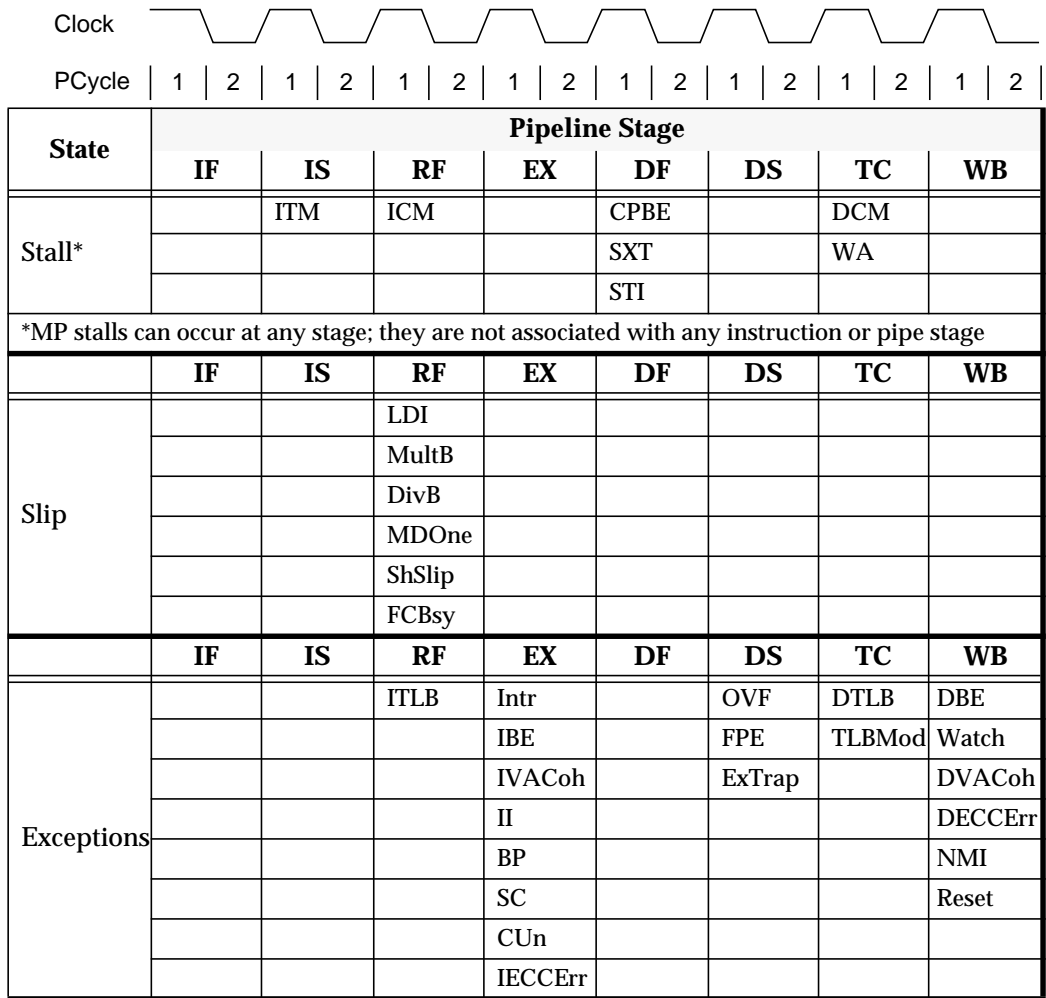 Clock
PCycle 1 2 1 2 1 2 1 2 1 2 1 2 1 2 1 2
State Pipeline Stage
IF IS RF EX DF DS TC WB
Stall* ITM ICM CPBE DCM
SXT WA
STI
*MP stalls can occur at any stage; they are not associated with any instruction or pipe stage
IF IS RF EX DF DS TC WB
Slip LDI
MultB
DivB
MDOne
ShSlip
FCBsy
IF IS RF EX DF DS TC WB
Exceptions ITLB Intr OVF DTLB DBE
IBE FPE TLBMod Watch
IVACoh ExTrap DVACoh
II DECCErr
BP NMI
SC Reset
CUn
IECCErr